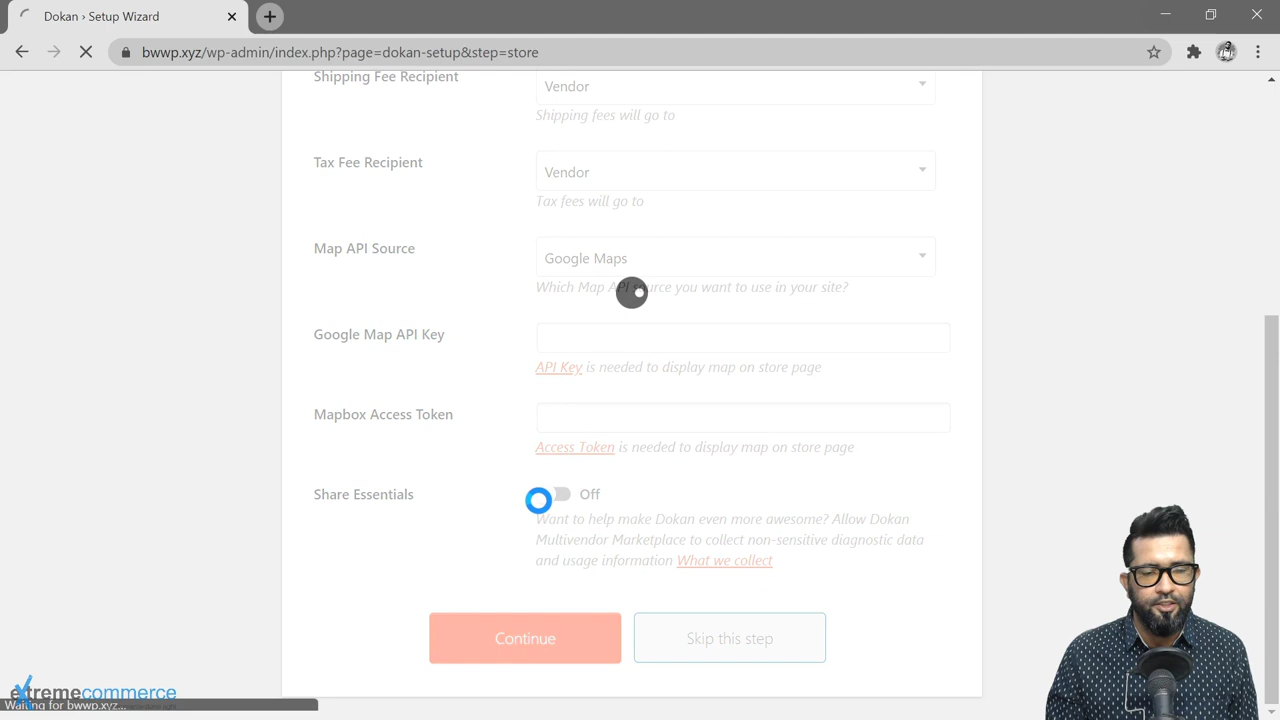 Dokan › Setup Wizard
bwwp.xyz/wp-admin/index.php?page=dokan-setup&step=store
Shipping Fee Recipient
Vendor
Shipping fees will go to
Tax Fee Recipient
Vendor
Tax fees will go to
Map API Source
Google Maps
Which Map API source you want to use in your site?
Google Map API Key
API Key is needed to display map on store page
Mapbox Access Token
Access Token is needed to display map on store page
Share Essentials
Off
Want to help make Dokan even more awesome? Allow Dokan
Multivendor Marketplace to collect non-sensitive diagnostic data
and usage information What we collect
Continue
Skip this step
extremecommerce
Waiting for bwwp.xyz...